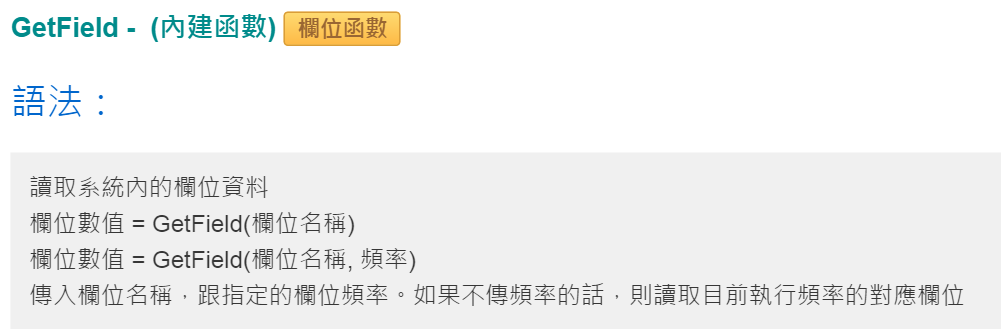 GetField - (內建函數) 欄位函數
語法：
讀取系統內的欄位資料
欄位數值 = GetField(欄位名稱)
欄位數值 = GetField(欄位名稱, 頻率)
傳入欄位名稱，跟指定的欄位頻率。如果不傳頻率的話，則讀取目前執行頻率的對應欄位